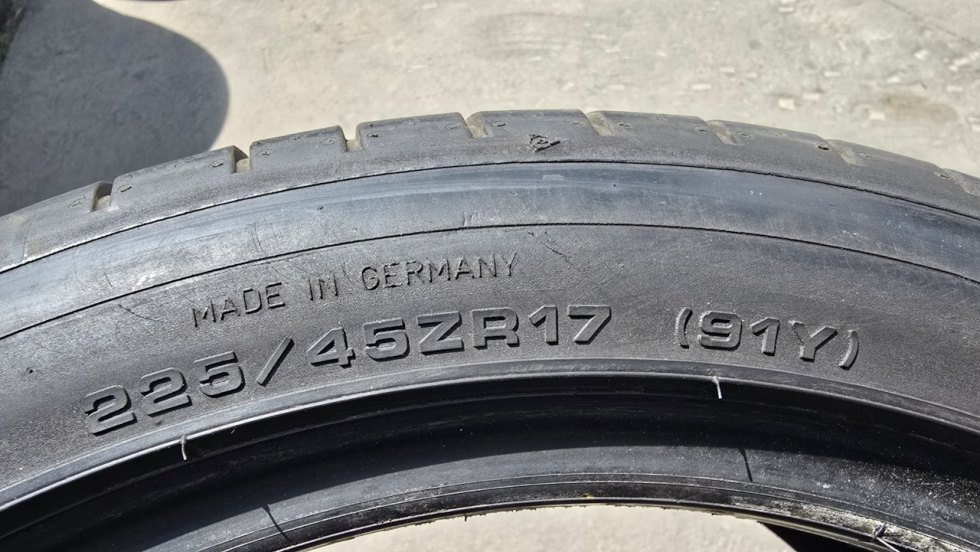 MADE IN GERMANY
225/45ZR17 (91Y)